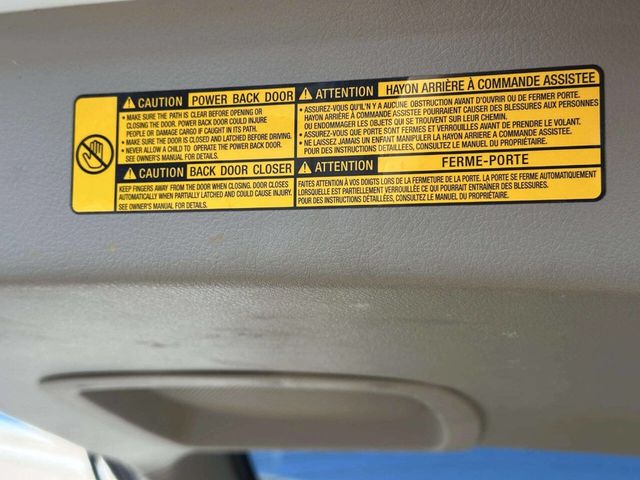 CAUTION POWER BACK DOOR
• MAKE SURE THE PATH IS CLEAR BEFORE OPENING OR
CLOSING THE DOOR. POWER BACK DOOR COULD INJURE
PEOPLE OR DAMAGE CARGO IF CAUGHT IN ITS PATH.
• MAKE SURE THE DOOR IS CLOSED AND LATCHED BEFORE DRIVING.
• NEVER ALLOW A CHILD TO OPERATE THE POWER BACK DOOR.
SEE OWNER'S MANUAL FOR DETAILS.
CAUTION BACK DOOR CLOSER
KEEP FINGERS AWAY FROM THE DOOR WHEN CLOSING. DOOR CLOSES
AUTOMATICALLY WHEN PARTIALLY LATCHED AND COULD CAUSE INJURY.
SEE OWNER'S MANUAL FOR DETAILS.
ATTENTION HAYON ARRIÈRE À COMMANDE ASSISTEE
• ASSUREZ-VOUS QU'IL N'Y A AUCUNE OBSTRUCTION AVANT D'OUVRIR OU DE FERMER PORTE.
HAYON ARRIÈRE À COMMANDE ASSISTÉE EN MOUVEMENT POURRAIENT CAUSER DES BLESSURES AUX PERSONNES
OU ENDOMMAGER LES OBJETS QUI SE TROUVENT SUR LEUR CHEMIN.
• ASSUREZ-VOUS QUE PORTE SONT FERMES ET VERROUILLES AVANT DE PRENDRE LE VOLANT.
• NE LAISSEZ JAMAIS UN ENFANT MANIPULER LA HAYON ARRIERE A COMMANDE ASSISTÉE.
POUR DES INSTRUCTIONS DÉTAILLÉES, CONSULTEZ LE MANUEL DU PROPRIÉTAIRE.
ATTENTION FERME-PORTE
FAITES ATTENTION À VOS DOIGTS LORS DE LA FERMETURE DE LA PORTE. LA PORTE SE FERME AUTOMATIQUEMENT
LORSQUELLE EST PARTIELLEMENT VERROUILLÉE CE QUI POURRAIT ENTRAÎNER DES BLESSURES.
POUR DES INSTRUCTIONS DÉTAILLÉES, CONSULTEZ LE MANUEL DU PROPRIÉTAIRE.